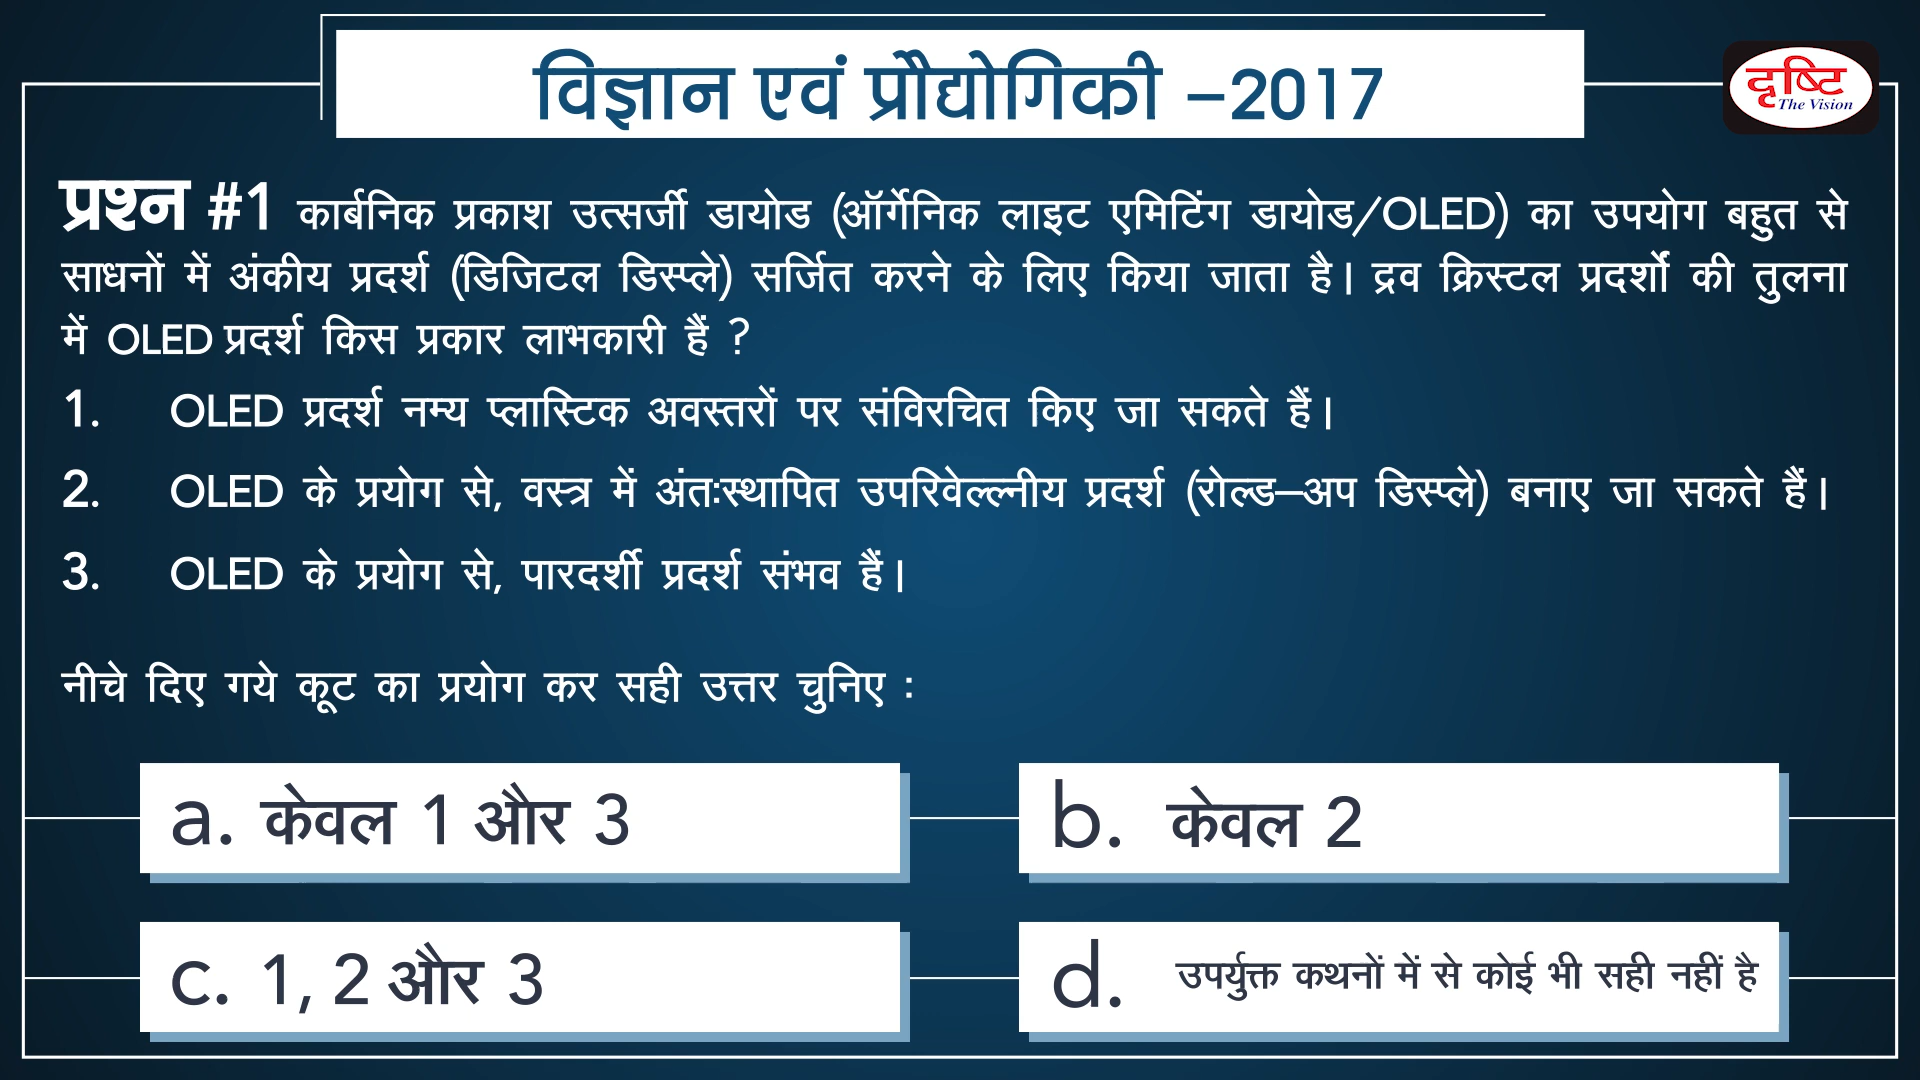 विज्ञान एवं प्रौद्योगिकी –2017
दृष्टि
The Vision
प्रश्न #1 कार्बनिक प्रकाश उत्सर्जी डायोड (ऑर्गेनिक लाइट एमिटिंग डायोड/OLED) का उपयोग बहुत से
साधनों में अंकीय प्रदर्श (डिजिटल डिस्प्ले) सर्जित करने के लिए किया जाता है। द्रव क्रिस्टल प्रदर्शों की तुलना
में OLED प्रदर्श किस प्रकार लाभकारी हैं ?
1. OLED प्रदर्श नम्य प्लास्टिक अवस्तरों पर संविरचित किए जा सकते हैं।
2. OLED के प्रयोग से, वस्त्र में अंतःस्थापित उपरिवेल्ल्नीय प्रदर्श (रोल्ड–अप डिस्प्ले) बनाए जा सकते हैं।
3. OLED के प्रयोग से, पारदर्शी प्रदर्श संभव हैं।
नीचे दिए गये कूट का प्रयोग कर सही उत्तर चुनिए :
a. केवल 1 और 3
b. केवल 2
c. 1, 2 और 3
d. उपर्युक्त कथनों में से कोई भी सही नहीं है